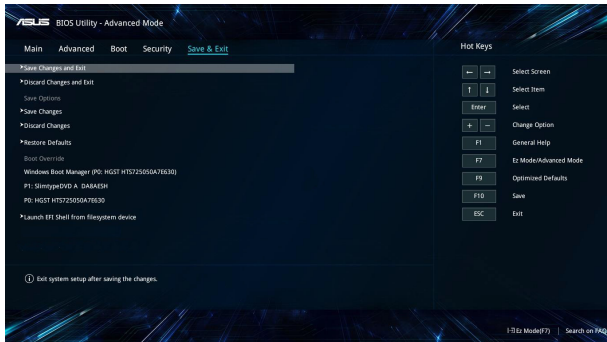 ASUS BIOS Utility - Advanced Mode
Main Advanced Boot Security Save & Exit
Hot Keys
Save Changes and Exit
Discard Changes and Exit
Save Options
Save Changes
Discard Changes
Restore Defaults
Boot Override
Windows Boot Manager (P0: HGST HTS725050A7E630)
P1: SlimtypeDVD A DA8AESH
P0: HGST HTS725050A7E630
Launch EFI Shell from filesystem device
ⓘ Exit system setup after saving the changes.
← → Select Screen
↑ ↓ Select Item
Enter Select
+ − Change Option
F1 General Help
F7 Ez Mode/Advanced Mode
F9 Optimized Defaults
F10 Save
ESC Exit
Ez Mode(F7) | Search on FAQ